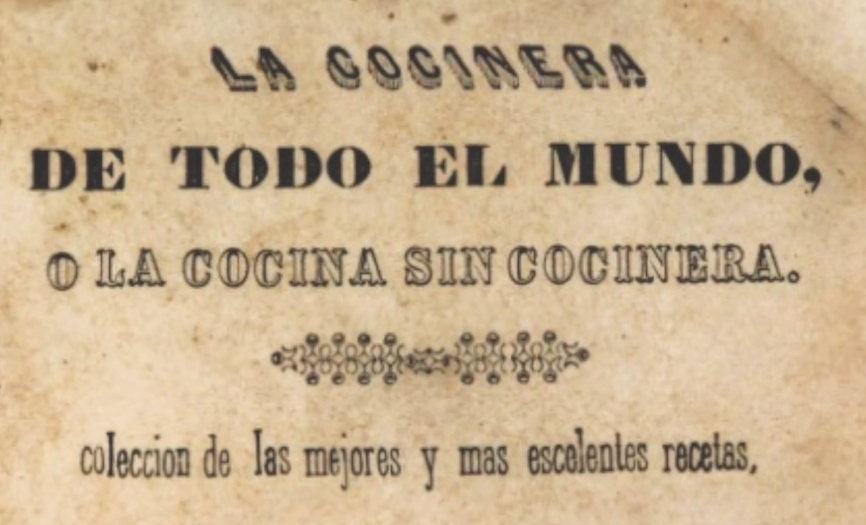 LA COCINERA
DE TODO EL MUNDO,
O LA COCINA SIN COCINERA.
coleccion de las mejores y mas escelentes recetas,